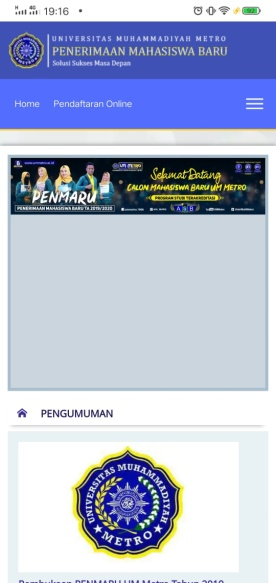 19:16
UNIVERSITAS MUHAMMADIYAH METRO
PENERIMAAN MAHASISWA BARU
Solusi Sukses Masa Depan
Home Pendaftaran Online
Selamat Datang
CALON MAHASISWA BARU UM METRO
PROGRAM STUDI TERAKREDITASI
A B
PENMARU
PENERIMAAN MAHASISWA BARU TA 2019/2020
PENGUMUMAN
UNIVERSITAS MUHAMMADIYAH
METRO
Pembukaan PENMARU UM Metro Tahun 2019